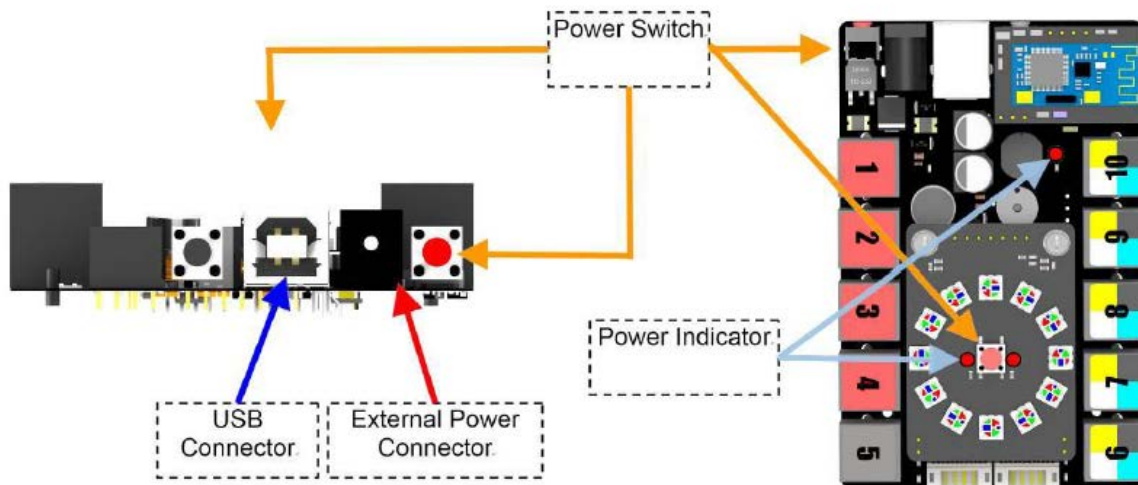 Power Switch.
Power Indicator.
USB
Connector.
External Power
Connector.
1
2
3
4
5
10
9
8
7
6